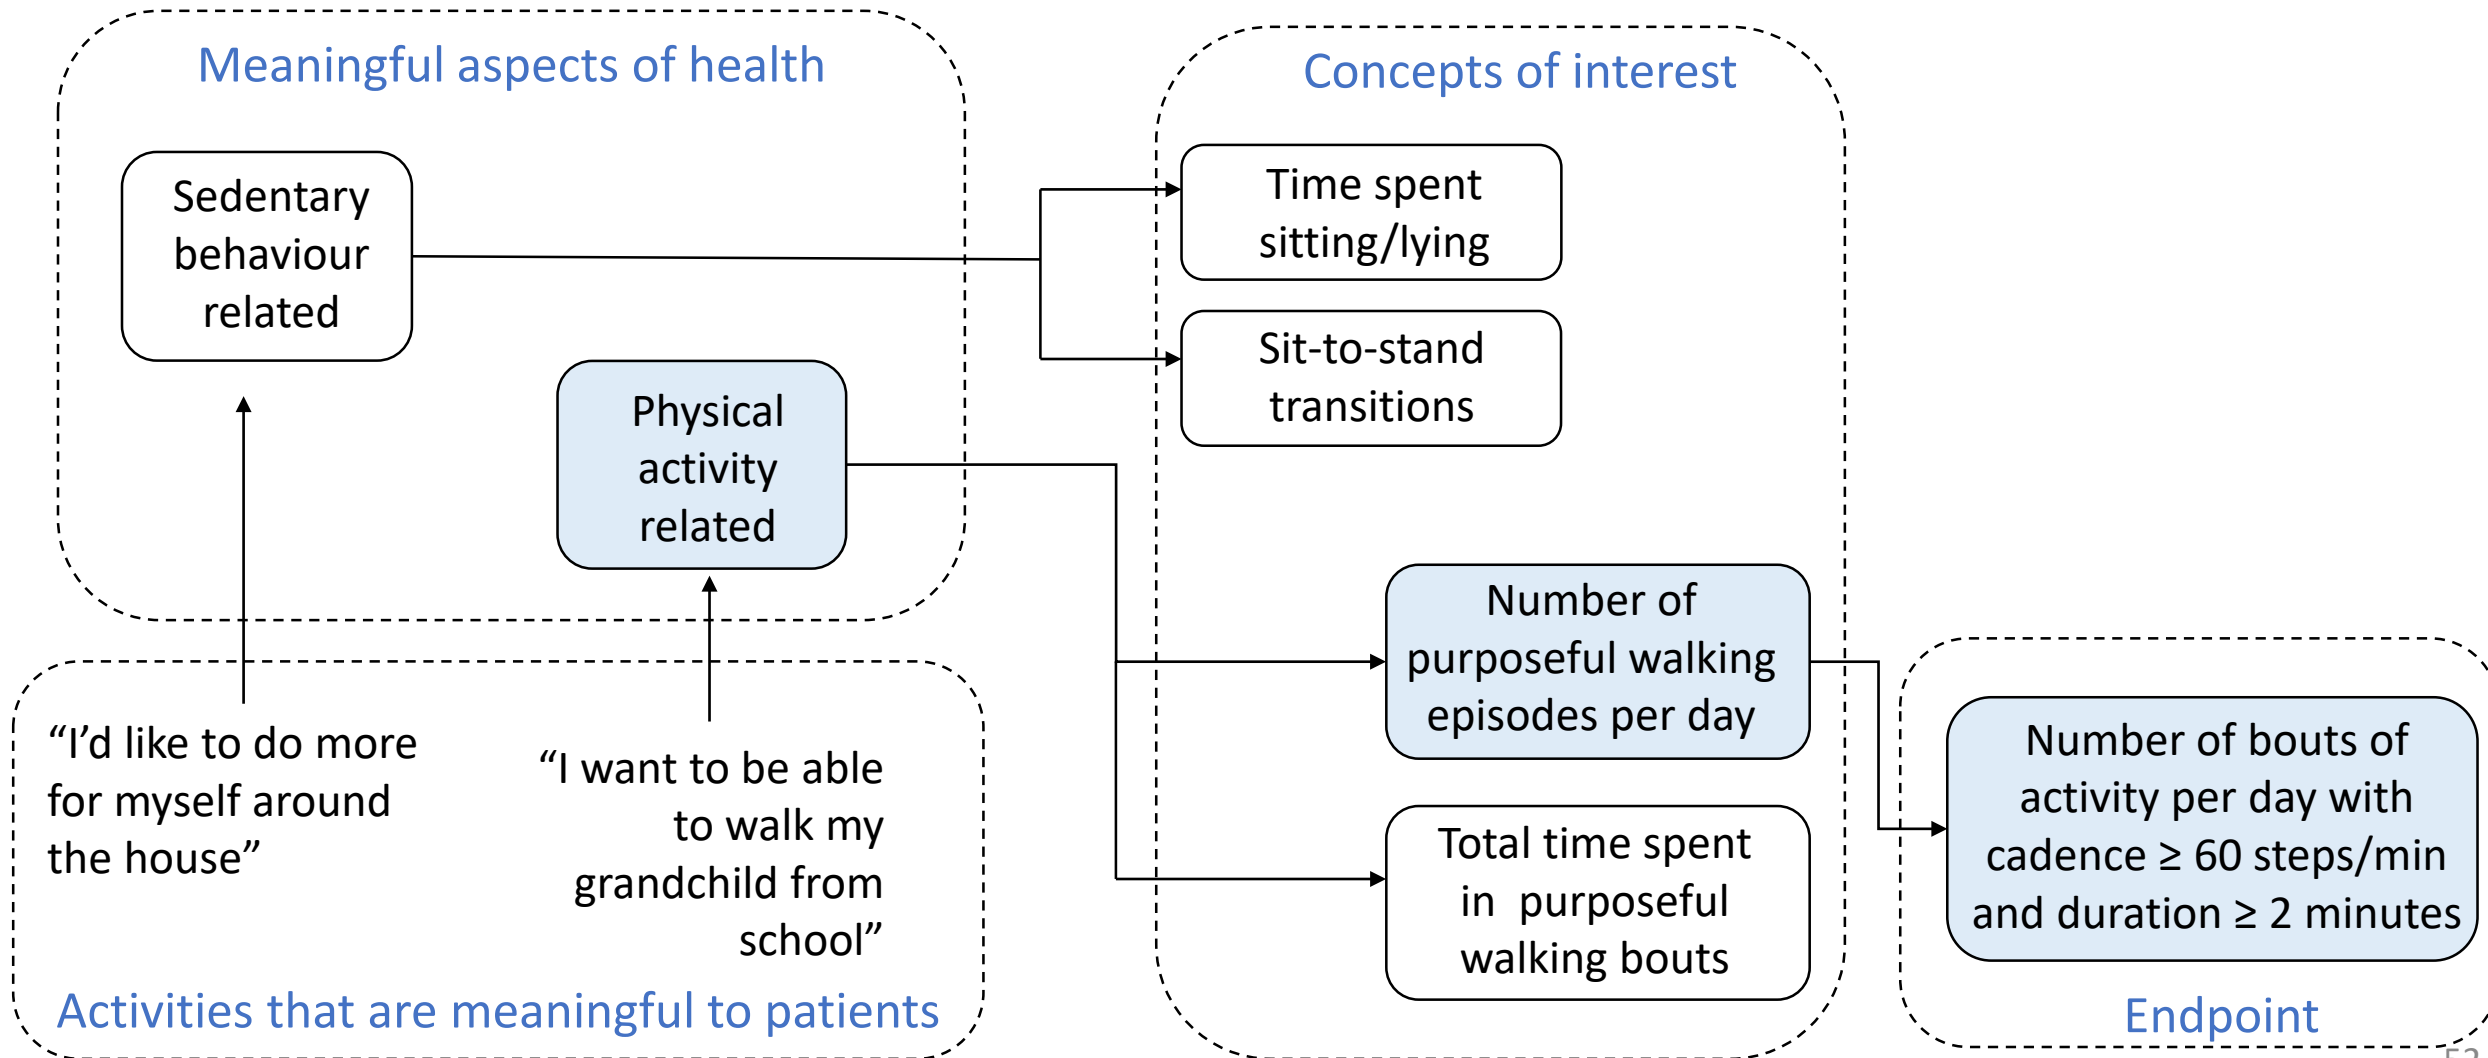 Meaningful aspects of health
Sedentary
behaviour
related
Physical
activity
related
“I’d like to do more
for myself around
the house”
“I want to be able
to walk my
grandchild from
school”
Activities that are meaningful to patients
Concepts of interest
Time spent
sitting/lying
Sit-to-stand
transitions
Number of
purposeful walking
episodes per day
Total time spent
in purposeful
walking bouts
Number of bouts of
activity per day with
cadence ≥ 60 steps/min
and duration ≥ 2 minutes
Endpoint